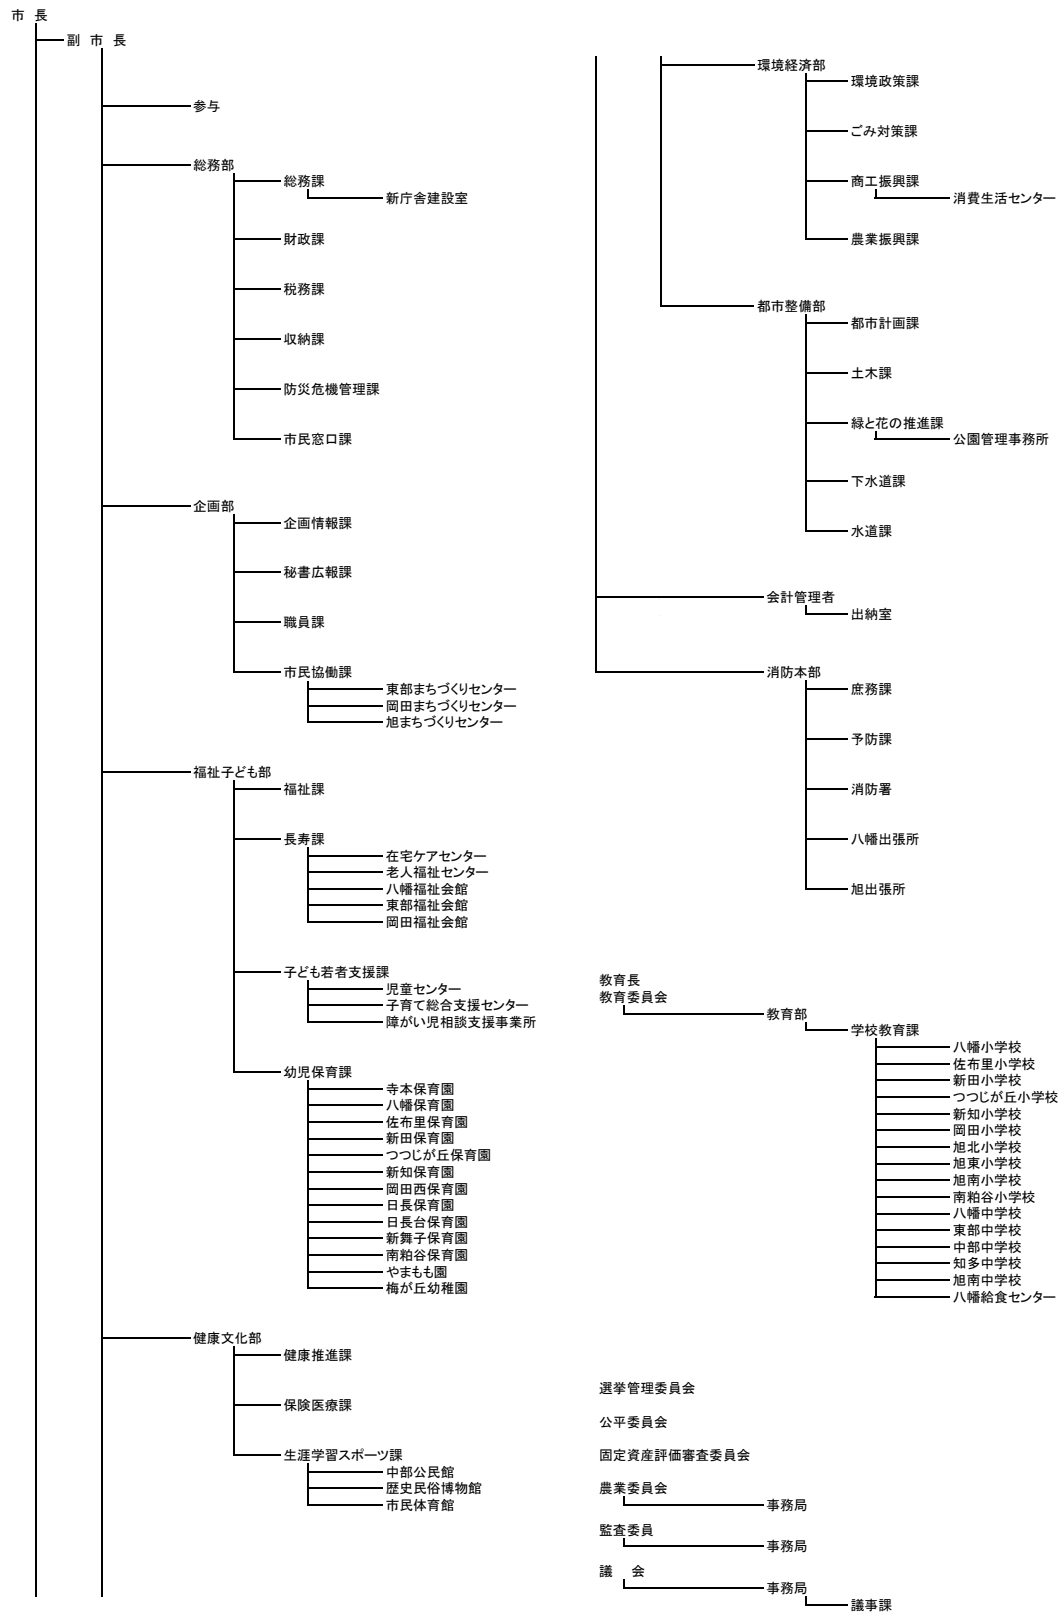 市 長
副 市 長
参与
総務部
総務課
新庁舎建設室
財政課
税務課
収納課
防災危機管理課
市民窓口課
企画部
企画情報課
秘書広報課
職員課
市民協働課
東部まちづくりセンター
岡田まちづくりセンター
旭まちづくりセンター
福祉子ども部
福祉課
長寿課
在宅ケアセンター
老人福祉センター
八幡福祉会館
東部福祉会館
岡田福祉会館
子ども若者支援課
児童センター
子育て総合支援センター
障がい児相談支援事業所
幼児保育課
寺本保育園
八幡保育園
佐布里保育園
新田保育園
つつじが丘保育園
新知保育園
岡田西保育園
日長保育園
日長台保育園
新舞子保育園
南粕谷保育園
やまもも園
梅が丘幼稚園
健康文化部
健康推進課
保険医療課
生涯学習スポーツ課
中部公民館
歴史民俗博物館
市民体育館
環境経済部
環境政策課
ごみ対策課
商工振興課
消費生活センター
農業振興課
都市整備部
都市計画課
土木課
緑と花の推進課
公園管理事務所
下水道課
水道課
会計管理者
出納室
消防本部
庶務課
予防課
消防署
八幡出張所
旭出張所
教育長
教育委員会
教育部
学校教育課
八幡小学校
佐布里小学校
新田小学校
つつじが丘小学校
新知小学校
岡田小学校
旭北小学校
旭東小学校
旭南小学校
南粕谷小学校
八幡中学校
東部中学校
中部中学校
知多中学校
旭南中学校
八幡給食センター
選挙管理委員会
公平委員会
固定資産評価審査委員会
農業委員会
事務局
監査委員
事務局
議 会
事務局
議事課